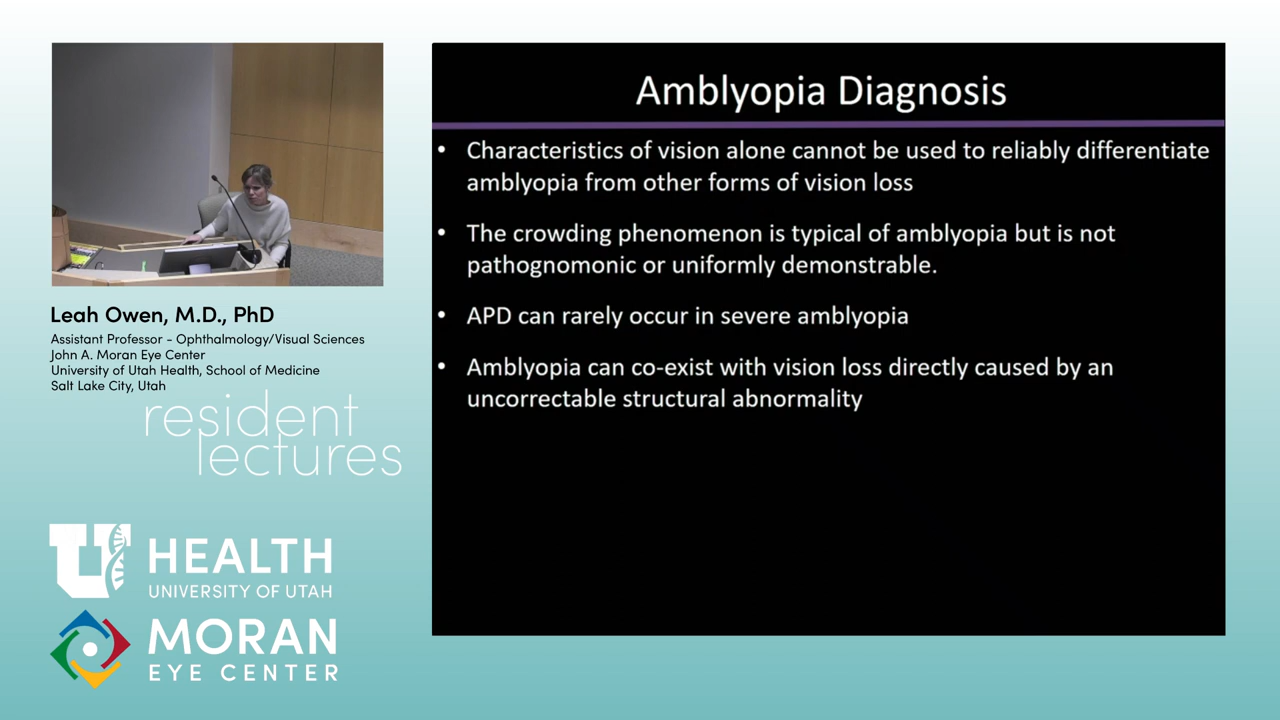 Amblyopia Diagnosis
• Characteristics of vision alone cannot be used to reliably differentiate
amblyopia from other forms of vision loss
• The crowding phenomenon is typical of amblyopia but is not
pathognomonic or uniformly demonstrable.
• APD can rarely occur in severe amblyopia
• Amblyopia can co-exist with vision loss directly caused by an
uncorrectable structural abnormality
Leah Owen, M.D., PhD
Assistant Professor - Ophthalmology/Visual Sciences
John A. Moran Eye Center
University of Utah Health, School of Medicine
Salt Lake City, Utah
resident
lectures
U HEALTH
UNIVERSITY OF UTAH
MORAN
EYE CENTER